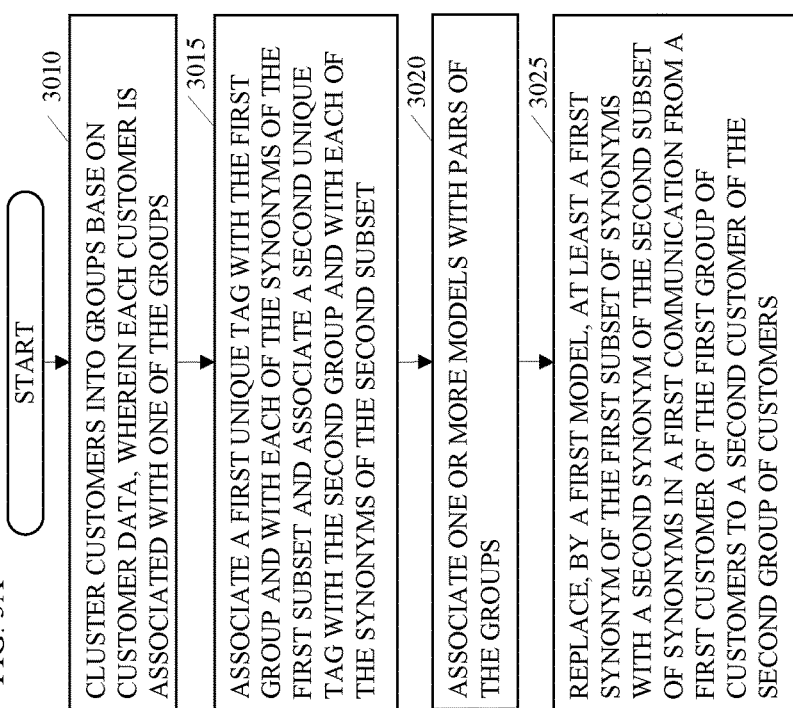 START
3010
CLUSTER CUSTOMERS INTO GROUPS BASE ON
CUSTOMER DATA, WHEREIN EACH CUSTOMER IS
ASSOCIATED WITH ONE OF THE GROUPS
3015
ASSOCIATE A FIRST UNIQUE TAG WITH THE FIRST
GROUP AND WITH EACH OF THE SYNONYMS OF THE
FIRST SUBSET AND ASSOCIATE A SECOND UNIQUE
TAG WITH THE SECOND GROUP AND WITH EACH OF
THE SYNONYMS OF THE SECOND SUBSET
3020
ASSOCIATE ONE OR MORE MODELS WITH PAIRS OF
THE GROUPS
3025
REPLACE, BY A FIRST MODEL, AT LEAST A FIRST
SYNONYM OF THE FIRST SUBSET OF SYNONYMS
WITH A SECOND SYNONYM OF THE SECOND SUBSET
OF SYNONYMS IN A FIRST COMMUNICATION FROM A
FIRST CUSTOMER OF THE FIRST GROUP OF
CUSTOMERS TO A SECOND CUSTOMER OF THE
SECOND GROUP OF CUSTOMERS